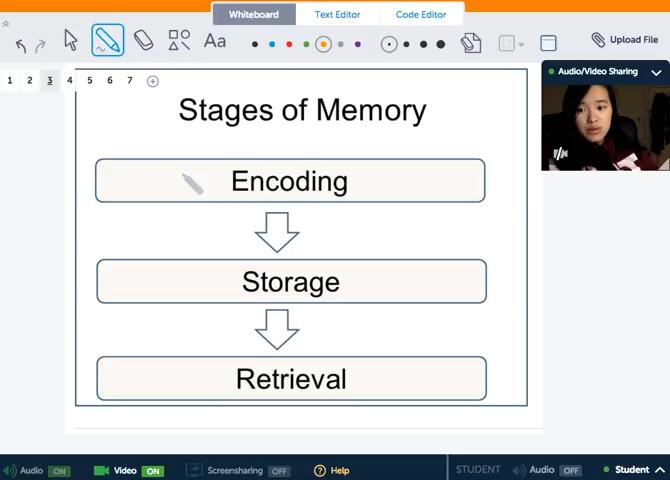 Whiteboard Text Editor Code Editor
Aa
Upload File
Audio/Video Sharing
1 2 3 4 5 6 7
Stages of Memory
Encoding
Storage
Retrieval
Audio ON Video ON Screensharing OFF ? Help STUDENT Audio OFF Student